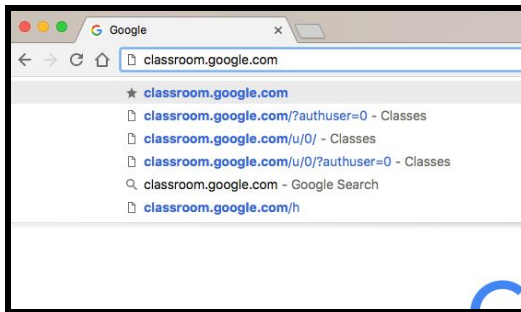 Google
classroom.google.com
classroom.google.com
classroom.google.com/?authuser=0 - Classes
classroom.google.com/u/0/ - Classes
classroom.google.com/u/0/?authuser=0 - Classes
classroom.google.com - Google Search
classroom.google.com/h